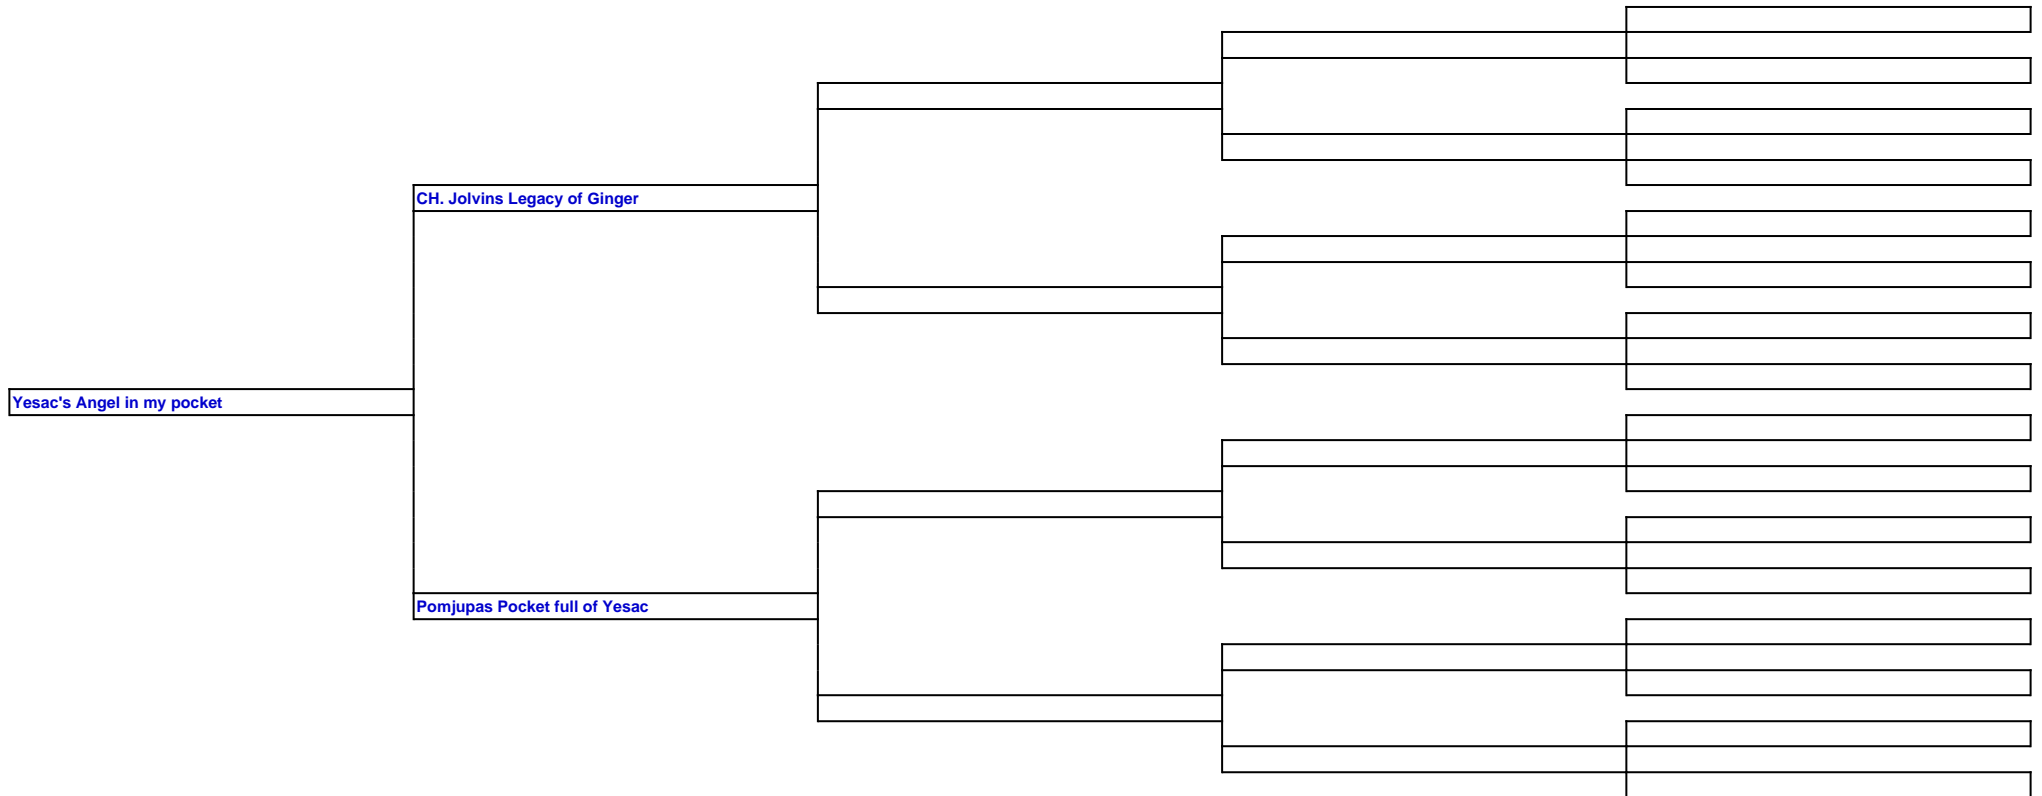 CH. Jolvins Legacy of Ginger
Yesac's Angel in my pocket
Pomjupas Pocket full of Yesac